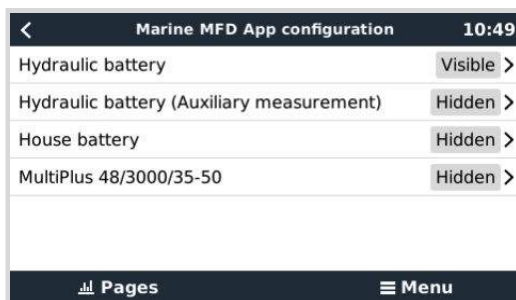 Marine MFD App configuration 10:49
Hydraulic battery Visible
Hydraulic battery (Auxiliary measurement) Hidden
House battery Hidden
MultiPlus 48/3000/35-50 Hidden
Pages Menu